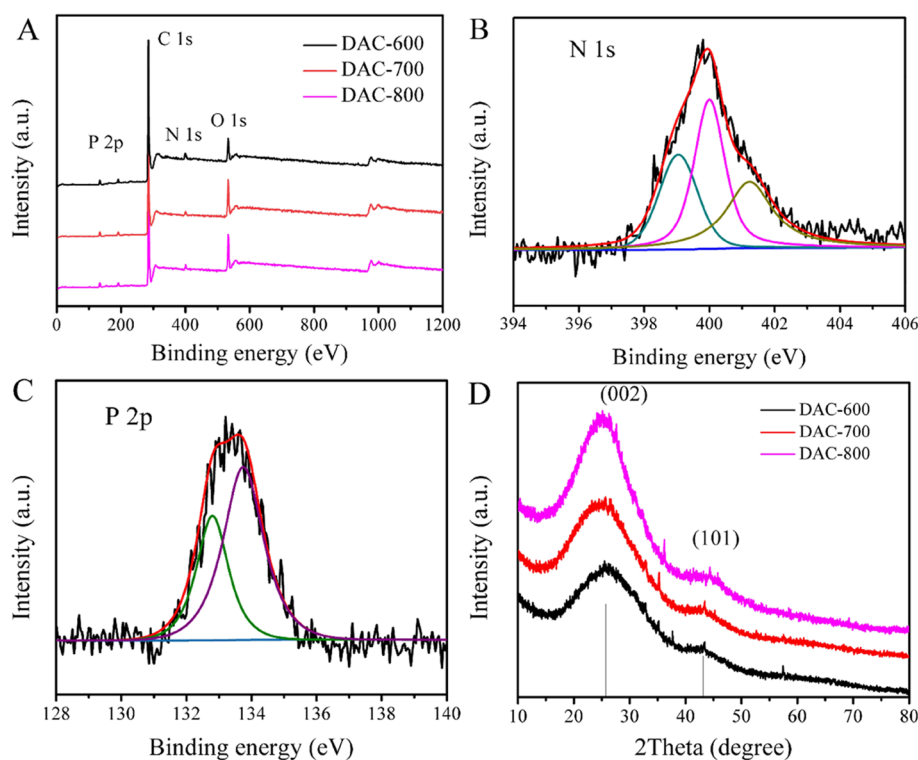 A
C 1s
P 2p
N 1s
O 1s
DAC-600
DAC-700
DAC-800
Intensity (a.u.)
0 200 400 600 800 1000 1200
Binding energy (eV)
B
N 1s
Intensity (a.u.)
394 396 398 400 402 404 406
Binding energy (eV)
C
P 2p
Intensity (a.u.)
128 130 132 134 136 138 140
Binding energy (eV)
D
(002)
(101)
DAC-600
DAC-700
DAC-800
Intensity (a.u.)
10 20 30 40 50 60 70 80
2Theta (degree)